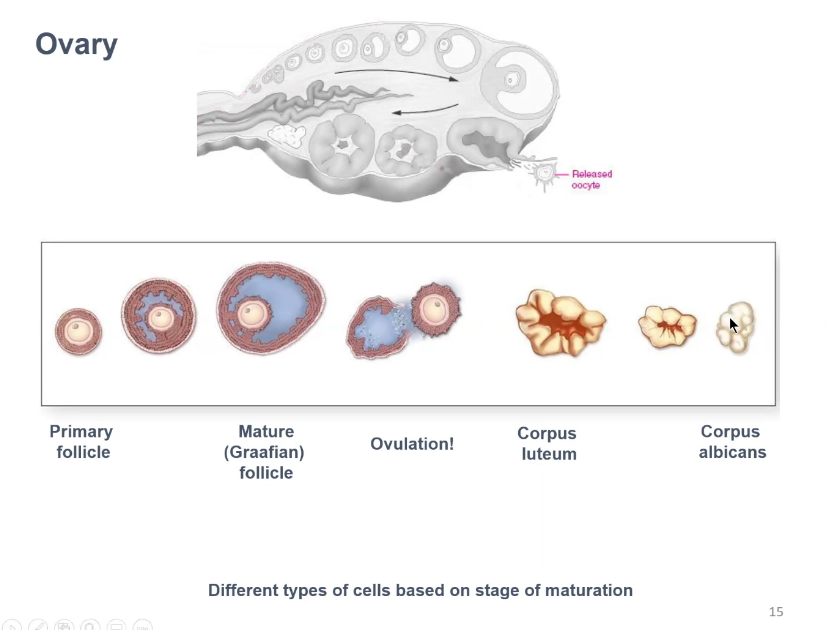 Ovary
Released
oocyte
Primary
follicle
Mature
(Graafian)
follicle
Ovulation!
Corpus
luteum
Corpus
albicans
Different types of cells based on stage of maturation
15